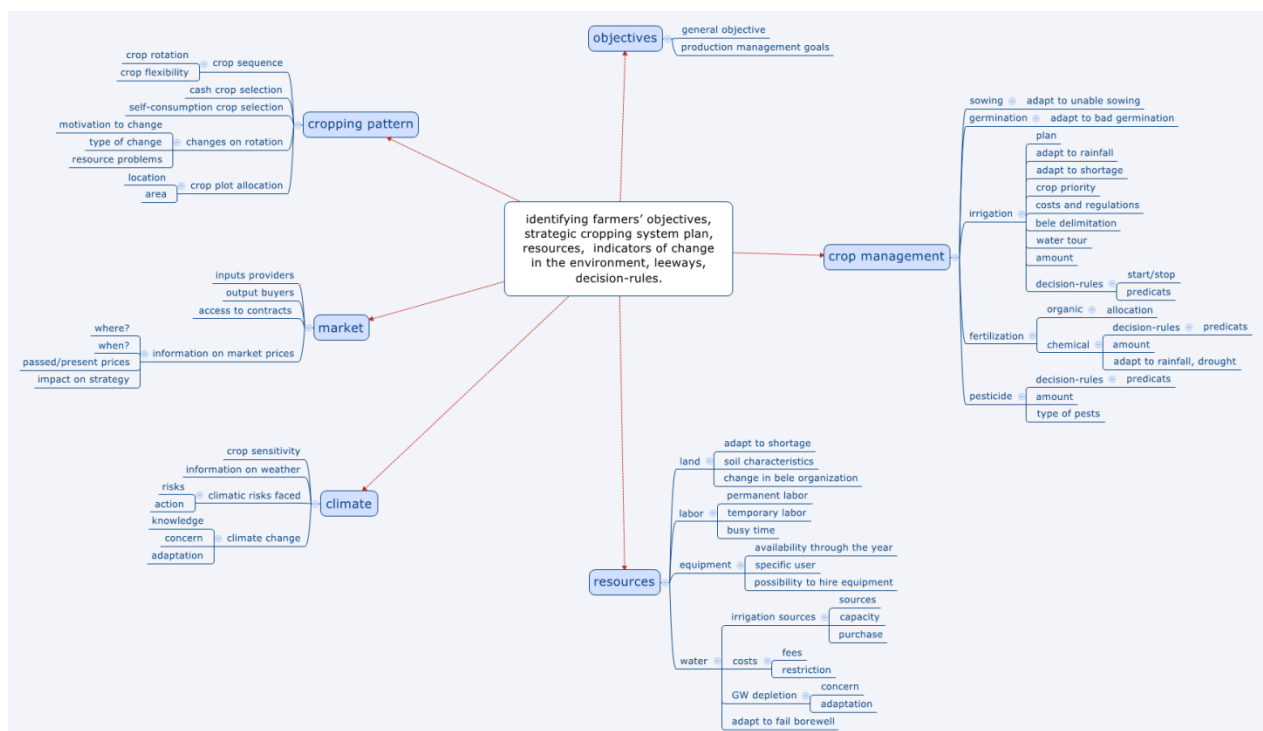 objectives
general objective
production management goals
crop rotation
crop flexibility
crop sequence
cash crop selection
self-consumption crop selection
motivation to change
type of change
resource problems
changes on rotation
location
area
crop plot allocation
cropping pattern
identifying farmers’ objectives,
strategic cropping system plan,
resources, indicators of change
in the environment, leeways,
decision-rules.
crop management
sowing
adapt to unable sowing
germination
adapt to bad germination
irrigation
plan
adapt to rainfall
adapt to shortage
crop priority
costs and regulations
bele delimitation
water tour
amount
decision-rules
start/stop
predicats
fertilization
organic
allocation
chemical
decision-rules
predicats
amount
adapt to rainfall, drought
pesticide
decision-rules
predicats
amount
type of pests
inputs providers
output buyers
access to contracts
where?
when?
passed/present prices
impact on strategy
information on market prices
market
crop sensitivity
information on weather
risks
action
climatic risks faced
knowledge
concern
adaptation
climate change
climate
resources
land
adapt to shortage
soil characteristics
change in bele organization
labor
permanent labor
temporary labor
busy time
equipment
availability through the year
specific user
possibility to hire equipment
water
irrigation sources
sources
capacity
purchase
costs
fees
restriction
GW depletion
concern
adaptation
adapt to fail borewell